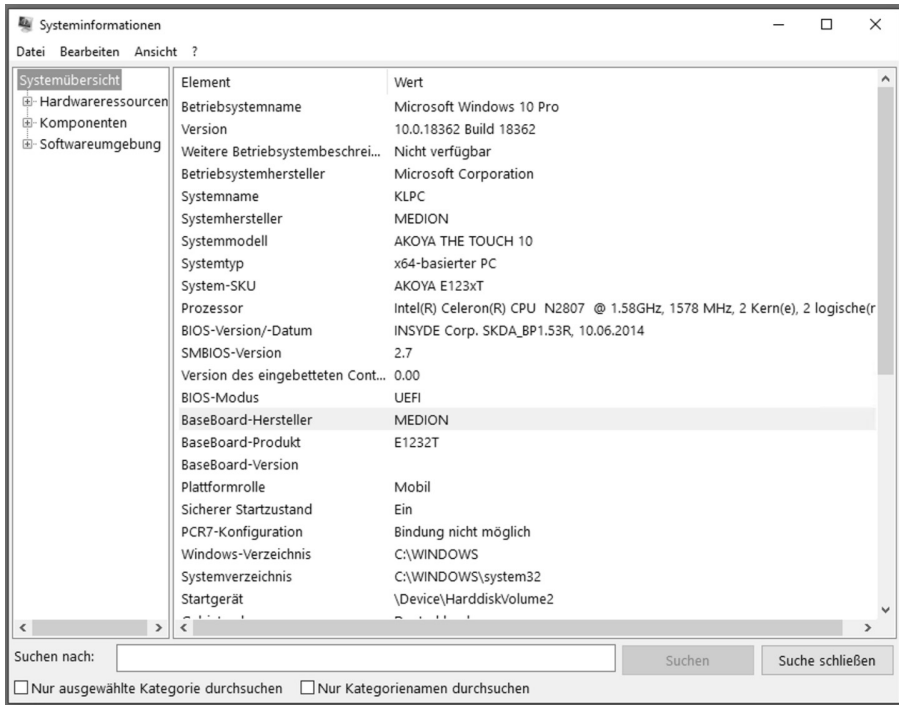 Systeminformationen
Datei Bearbeiten Ansicht ?
Systemübersicht
Hardwareressourcen
Komponenten
Softwareumgebung
Element Wert
Betriebsystemname Microsoft Windows 10 Pro
Version 10.0.18362 Build 18362
Weitere Betriebsystembeschrei... Nicht verfügbar
Betriebsystemhersteller Microsoft Corporation
Systemname KLPC
Systemhersteller MEDION
Systemmodell AKOYA THE TOUCH 10
Systemtyp x64-basierter PC
System-SKU AKOYA E123xT
Prozessor Intel(R) Celeron(R) CPU N2807 @ 1.58GHz, 1578 MHz, 2 Kern(e), 2 logische(r
BIOS-Version/-Datum INSYDE Corp. SKDA_BP1.53R, 10.06.2014
SMBIOS-Version 2.7
Version des eingebetteten Cont... 0.00
BIOS-Modus UEFI
BaseBoard-Hersteller MEDION
BaseBoard-Produkt E1232T
BaseBoard-Version
Plattformrolle Mobil
Sicherer Startzustand Ein
PCR7-Konfiguration Bindung nicht möglich
Windows-Verzeichnis C:\WINDOWS
Systemverzeichnis C:\WINDOWS\system32
Startgerät \Device\HarddiskVolume2
Suchen nach: Suchen Suche schließen
Nur ausgewählte Kategorie durchsuchen Nur Kategorienamen durchsuchen